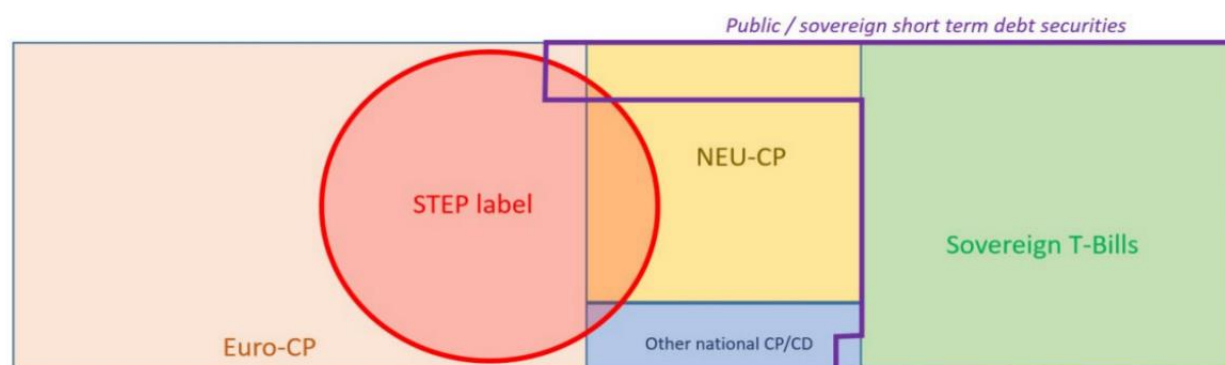 Public / sovereign short term debt securities
NEU-CP
STEP label
Sovereign T-Bills
Euro-CP
Other national CP/CD